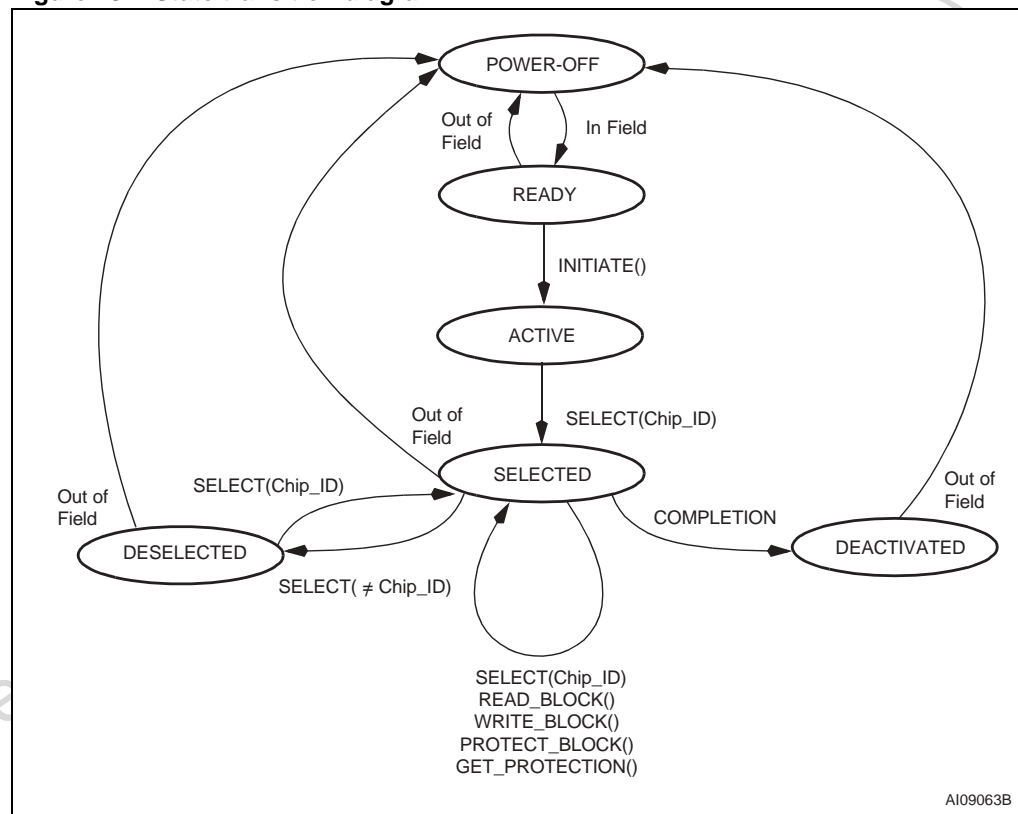 POWER-OFF
Out of
Field
In Field
READY
INITIATE()
ACTIVE
SELECT(Chip_ID)
Out of
Field
SELECTED
SELECT(Chip_ID)
Out of
Field
DESELECTED
SELECT( ≠ Chip_ID)
COMPLETION
Out of
Field
DEACTIVATED
SELECT(Chip_ID)
READ_BLOCK()
WRITE_BLOCK()
PROTECT_BLOCK()
GET_PROTECTION()
AI09063B